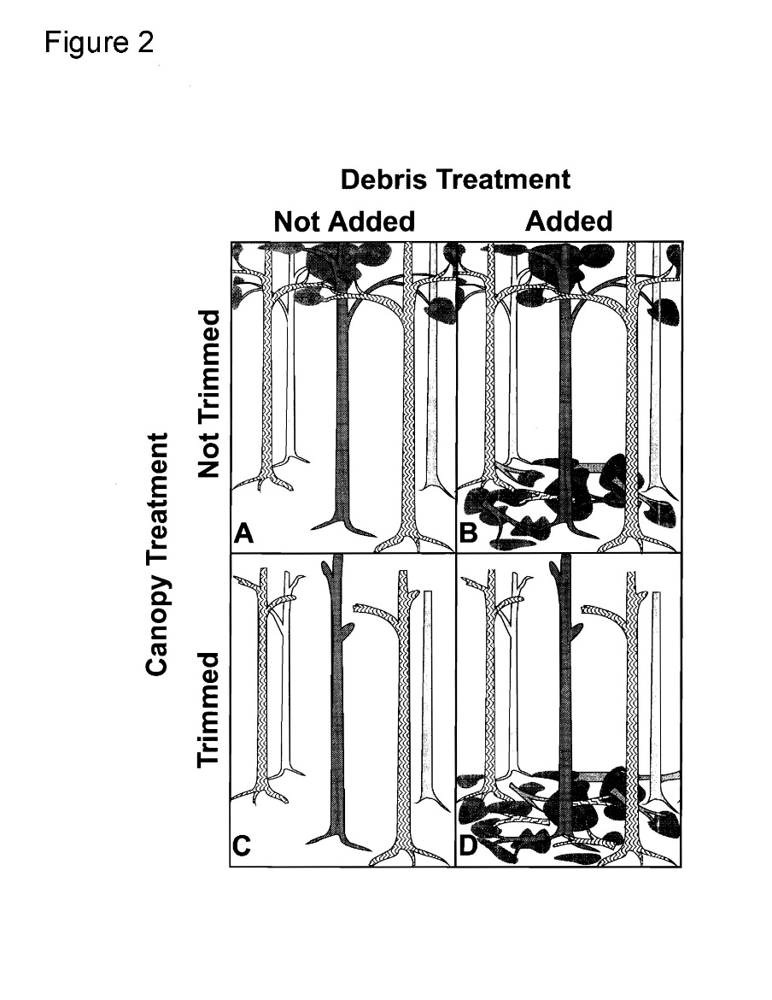 Figure 2
Debris Treatment
Not Added
Added
Canopy Treatment
Not Trimmed
Trimmed
A
B
C
D